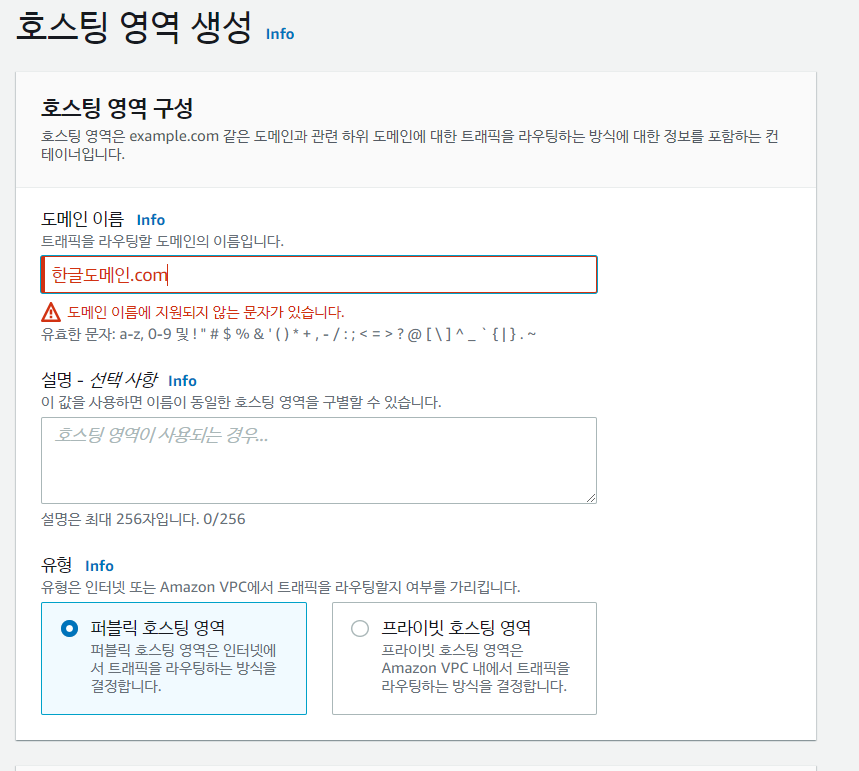 호스팅 영역 생성 Info
호스팅 영역 구성
호스팅 영역은 example.com 같은 도메인과 관련 하위 도메인에 대한 트래픽을 라우팅하는 방식에 대한 정보를 포함하는 컨
테이너입니다.
도메인 이름 Info
트래픽을 라우팅할 도메인의 이름입니다.
한글도메인.com
도메인 이름에 지원되지 않는 문자가 있습니다.
유효한 문자: a-z, 0-9 및 ! " # $ % & ' ( ) * + , - / : ; < = > ? @ [ \ ] ^ _ ` { | } . ~
설명 - 선택 사항 Info
이 값을 사용하면 이름이 동일한 호스팅 영역을 구별할 수 있습니다.
호스팅 영역이 사용되는 경우...
설명은 최대 256자입니다. 0/256
유형 Info
유형은 인터넷 또는 Amazon VPC에서 트래픽을 라우팅할지 여부를 가리킵니다.
퍼블릭 호스팅 영역
퍼블릭 호스팅 영역은 인터넷에
서 트래픽을 라우팅하는 방식을
결정합니다.
프라이빗 호스팅 영역
프라이빗 호스팅 영역은
Amazon VPC 내에서 트래픽을
라우팅하는 방식을 결정합니다.